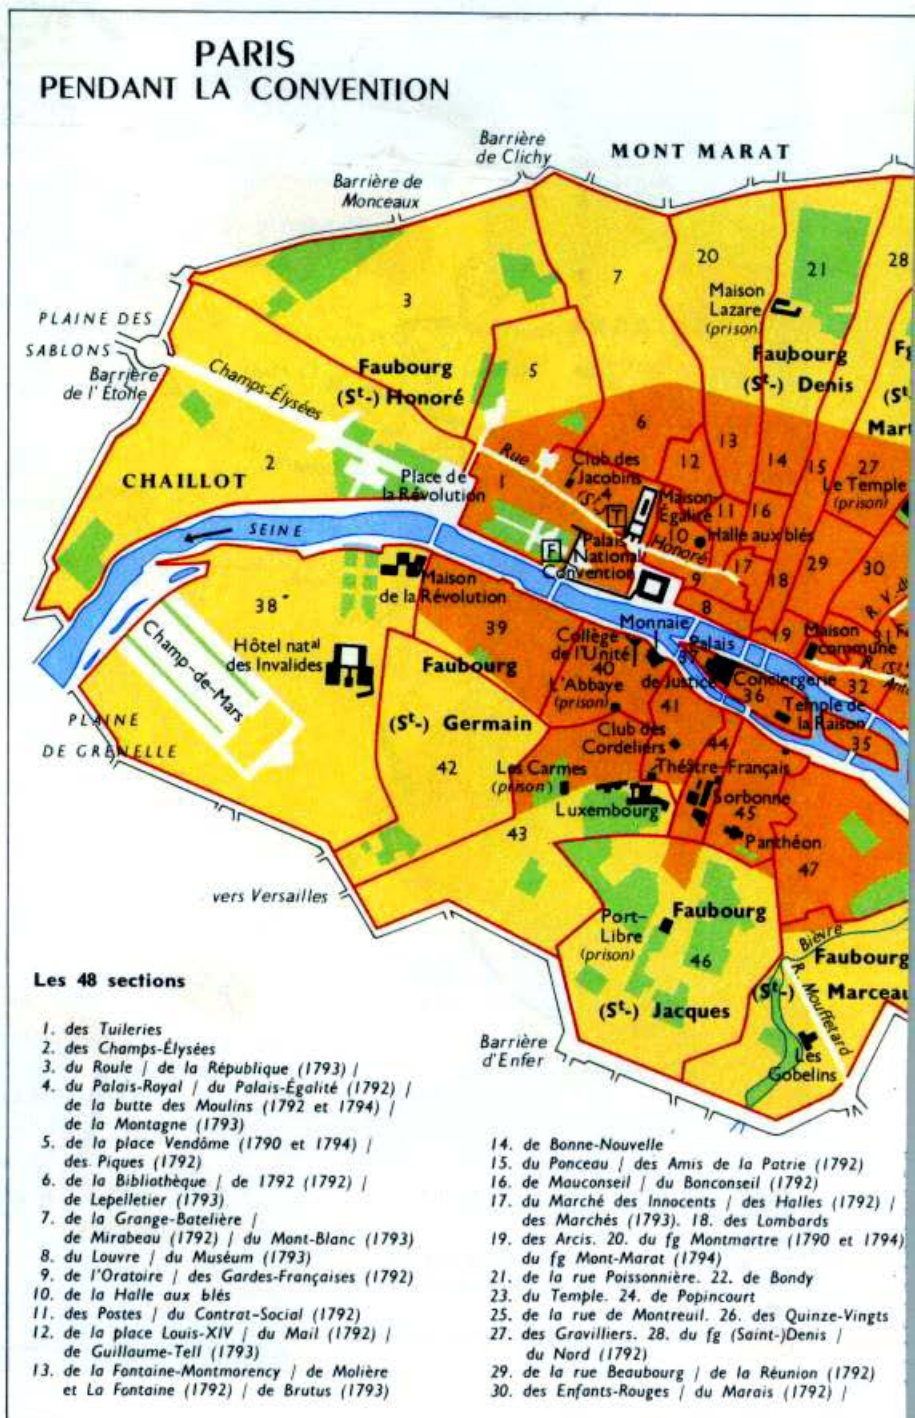 PARIS
PENDANT LA CONVENTION
Barrière
de Clichy
MONT MARAT
Barrière de
Monceaux
20
21
28
7
3
Maison
Lazare
(prison)
PLAINE DES
SABLONS
Barrière
de l'Étoile
Champs-Élysées
Faubourg
(St-) Honoré
5
Faubourg
(St-) Denis
(St-
Mart
6
13
12
14
15
27
2
CHAILLOT
Rue
Club des
Jacobins
4
1
Place de
la Révolution
Maison-
Égalité
Le Temple
(prison)
T
11
16
10
Halle aux blés
SEINE
F
Palais
National
Convention
Honoré
17
18
29
30
9
Maison
de la Révolution
38
8
19
39
Monnaie
Collège
de l'Unité
40
Palais
de Justice
37
Conciergerie
36
Maison
commune
31
32
Champ-de-Mars
Hôtel natal
des Invalides
Faubourg
(St-) Germain
L'Abbaye
(prison)
41
Temple de
la Raison
35
PLAINE
DE GRENELLE
Club des
Cordeliers
44
42
Les Carmes
(prison)
Théâtre-Français
Luxembourg
Sorbonne
45
Panthéon
43
47
vers Versailles
Port-
Libre
(prison)
Faubourg
46
(St-) Jacques
Bièvre
Faubourg
(St-) Marceau
R. Mouffetard
Barrière
d'Enfer
Les
Gobelins
Les 48 sections
1. des Tuileries
2. des Champs-Élysées
3. du Roule / de la République (1793) /
4. du Palais-Royal / du Palais-Égalité (1792) /
de la butte des Moulins (1792 et 1794) /
de la Montagne (1793)
5. de la place Vendôme (1790 et 1794) /
des Piques (1792)
6. de la Bibliothèque / de 1792 (1792) /
de Lepelletier (1793)
7. de la Grange-Batelière /
de Mirabeau (1792) / du Mont-Blanc (1793)
8. du Louvre / du Muséum (1793)
9. de l'Oratoire / des Gardes-Françaises (1792)
10. de la Halle aux blés
11. des Postes / du Contrat-Social (1792)
12. de la place Louis-XIV / du Mail (1792) /
de Guillaume-Tell (1793)
13. de la Fontaine-Montmorency / de Molière
et La Fontaine (1792) / de Brutus (1793)
14. de Bonne-Nouvelle
15. du Ponceau / des Amis de la Patrie (1792)
16. de Mauconseil / du Bonconseil (1792)
17. du Marché des Innocents / des Halles (1792) /
des Marchés (1793). 18. des Lombards
19. des Arcis. 20. du fg Montmartre (1790 et 1794)
du fg Mont-Marat (1794)
21. de la rue Poissonnière. 22. de Bondy
23. du Temple. 24. de Popincourt
25. de la rue de Montreuil. 26. des Quinze-Vingts
27. des Gravilliers. 28. du fg (Saint-)Denis /
du Nord (1792)
29. de la rue Beaubourg / de la Réunion (1792)
30. des Enfants-Rouges / du Marais (1792) /